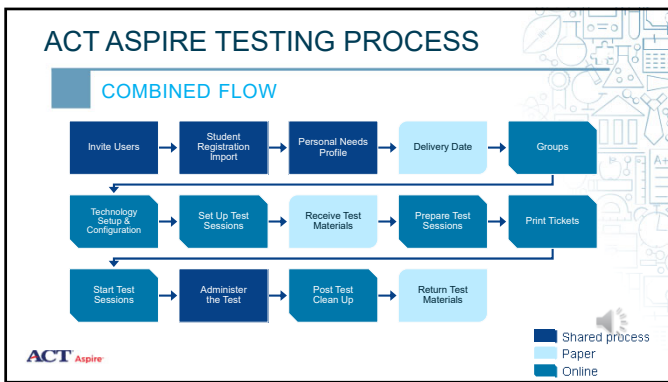 ACT ASPIRE TESTING PROCESS
COMBINED FLOW
Invite Users
Student
Registration
Import
Personal Needs
Profile
Delivery Date
Groups
Technology
Setup &
Configuration
Set Up Test
Sessions
Receive Test
Materials
Prepare Test
Sessions
Print Tickets
Start Test
Sessions
Administer
the Test
Post Test
Clean Up
Return Test
Materials
Shared process
Paper
Online
ACT Aspire